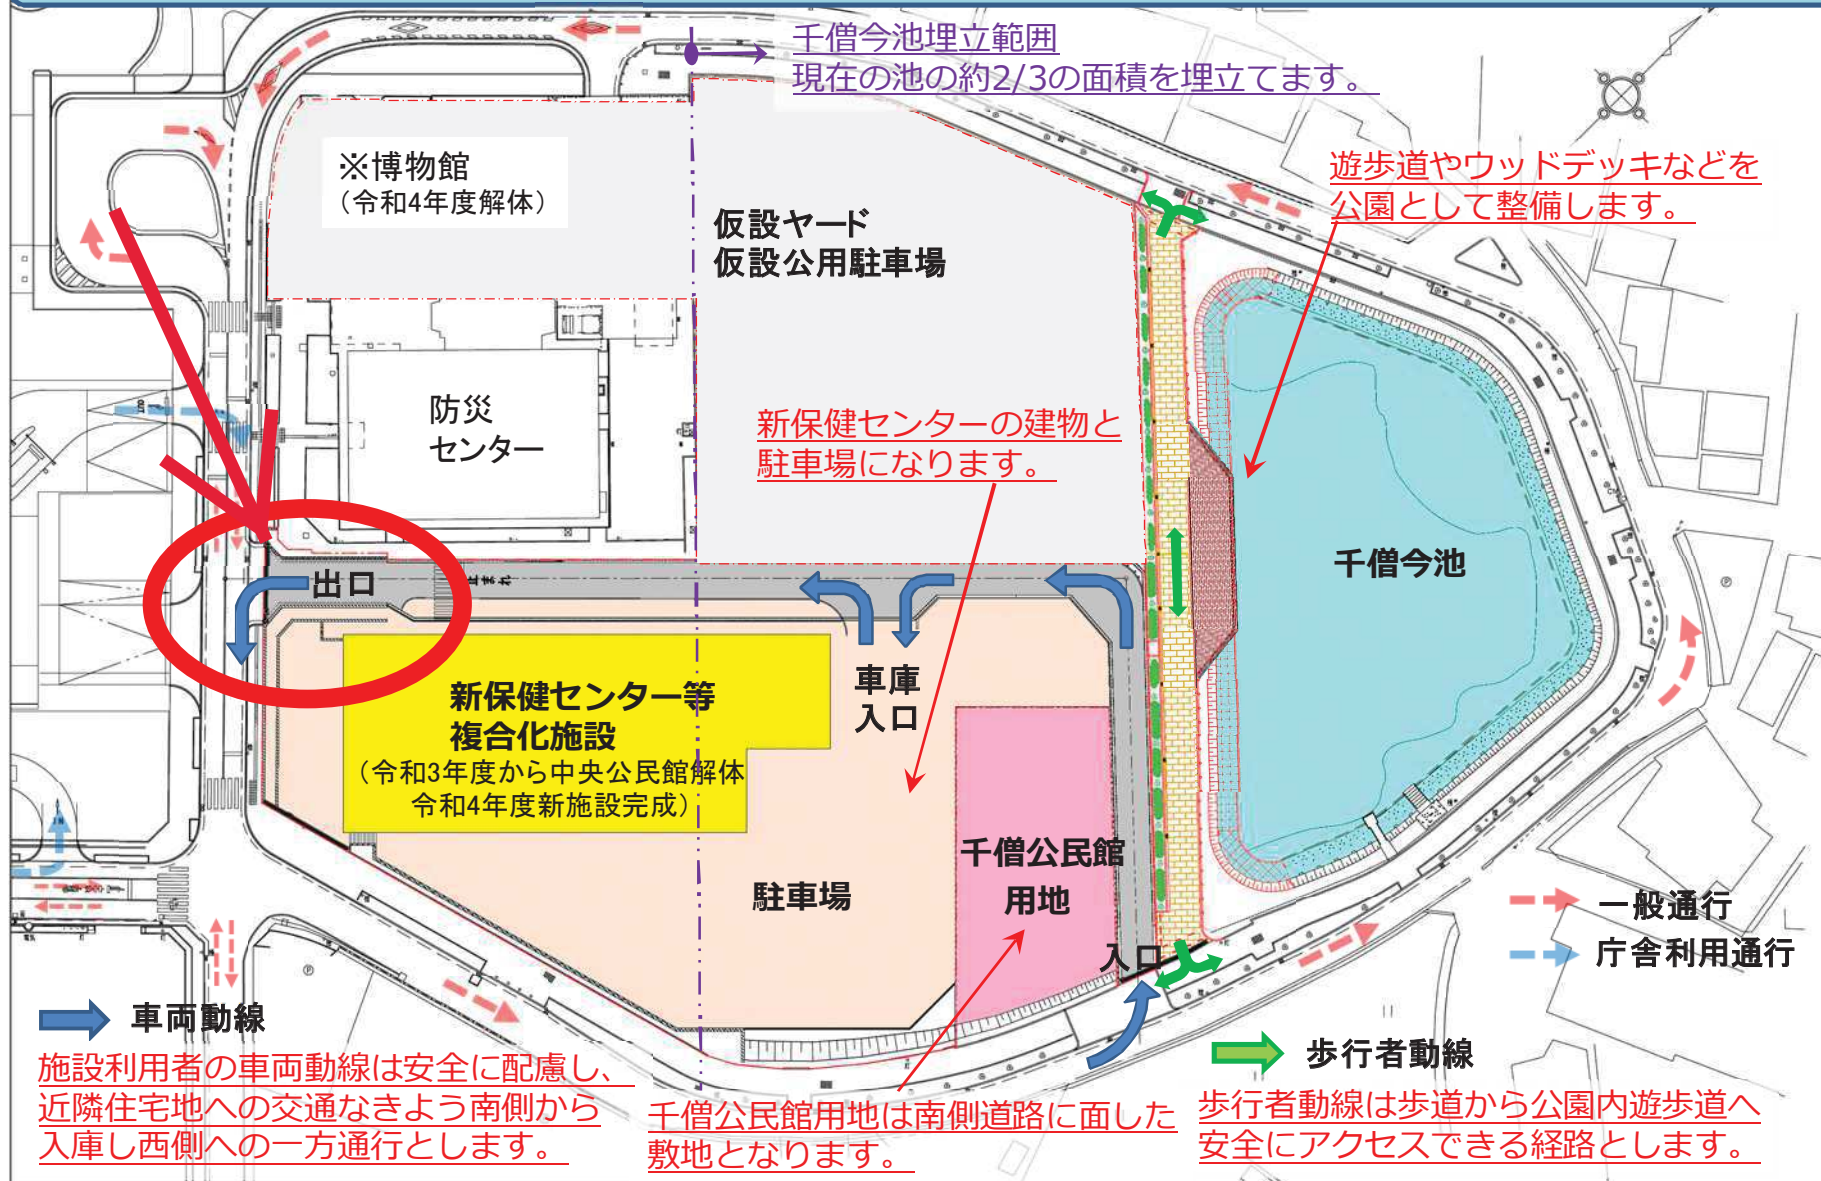 千僧今池埋立範囲
現在の池の約2/3の面積を埋立てます。
※博物館
（令和4年度解体）
仮設ヤード
仮設公用駐車場
遊歩道やウッドデッキなどを
公園として整備します。
防災
センター
新保健センターの建物と
駐車場になります。
千僧今池
出口
止まれ
新保健センター等
複合化施設
（令和3年度から中央公民館解体
令和4年度新施設完成）
車庫
入口
駐車場
千僧公民館
用地
入口
一般通行
庁舎利用通行
車両動線
施設利用者の車両動線は安全に配慮し、
近隣住宅地への交通なきよう南側から
入庫し西側への一方通行とします。
千僧公民館用地は南側道路に面した
敷地となります。
歩行者動線
歩行者動線は歩道から公園内遊歩道へ
安全にアクセスできる経路とします。
OUT
IN